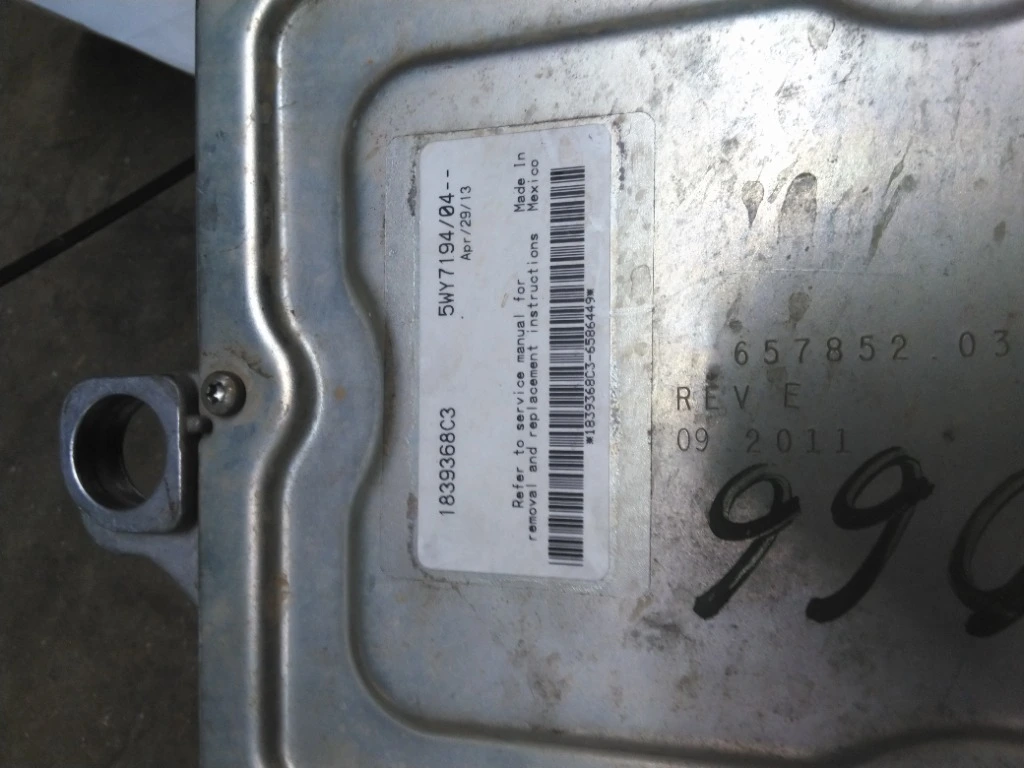 1839368C3 5WY7194/04--
Apr/29/13
Refer to service manual for Made In
removal and replacement instructions Mexico
*1839368C3-6586449*
657852.03
REV E
09 2011
99